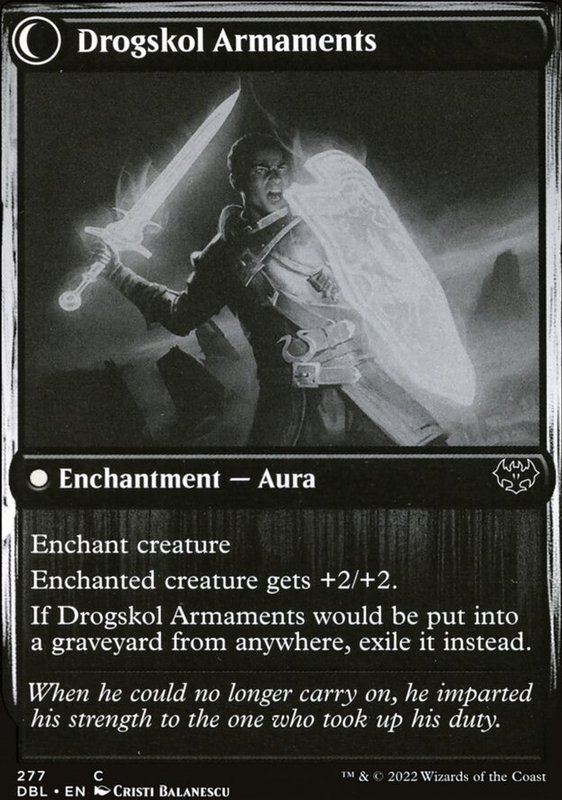 Drogskol Armaments
Enchantment — Aura
Enchant creature
Enchanted creature gets +2/+2.
If Drogskol Armaments would be put into
a graveyard from anywhere, exile it instead.
When he could no longer carry on, he imparted
his strength to the one who took up his duty.
277 C
DBL • EN CRISTI BALANESCU
™ & © 2022 Wizards of the Coast